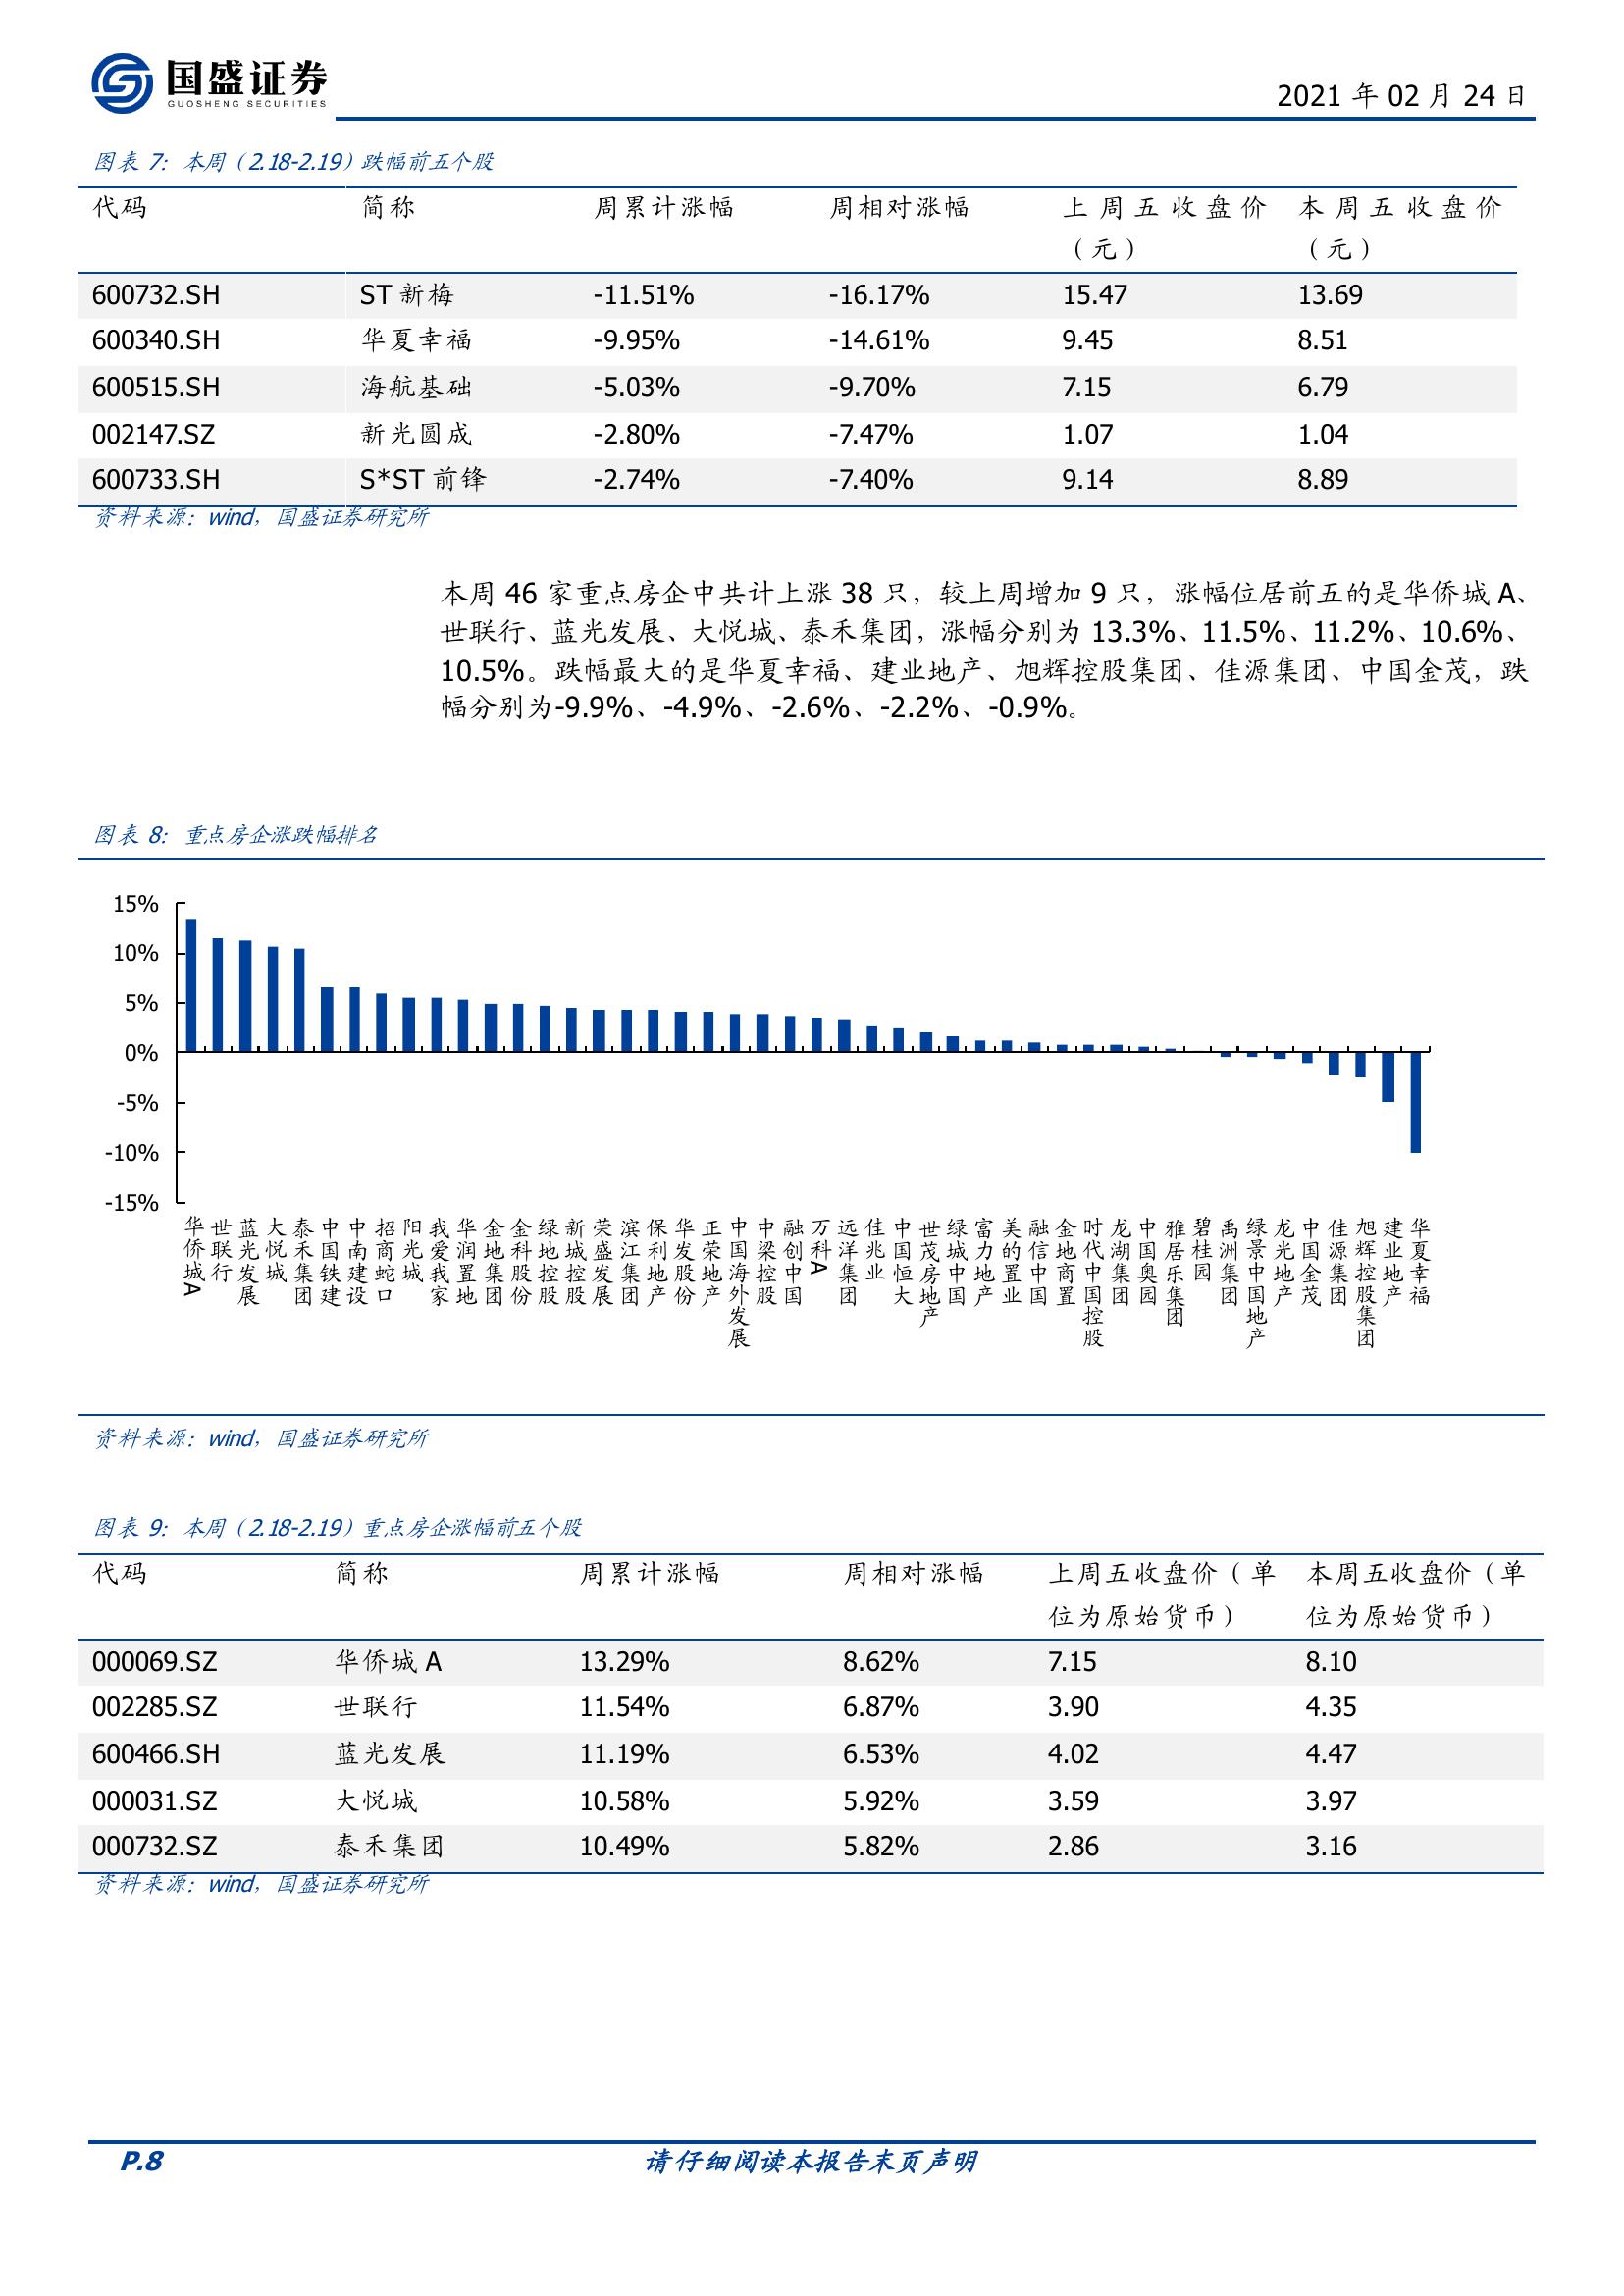 国盛证券
GUOSHENG SECURITIES
2021 年 02 月 24 日
图表 7：本周（2.18-2.19）跌幅前五个股
代码 简称 周累计涨幅 周相对涨幅 上周五收盘价（元） 本周五收盘价（元）
600732.SH ST 新梅 -11.51% -16.17% 15.47 13.69
600340.SH 华夏幸福 -9.95% -14.61% 9.45 8.51
600515.SH 海航基础 -5.03% -9.70% 7.15 6.79
002147.SZ 新光圆成 -2.80% -7.47% 1.07 1.04
600733.SH S*ST 前锋 -2.74% -7.40% 9.14 8.89
资料来源：wind，国盛证券研究所
本周 46 家重点房企中共计上涨 38 只，较上周增加 9 只，涨幅位居前五的是华侨城 A、
世联行、蓝光发展、大悦城、泰禾集团，涨幅分别为 13.3%、11.5%、11.2%、10.6%、
10.5%。跌幅最大的是华夏幸福、建业地产、旭辉控股集团、佳源集团、中国金茂，跌
幅分别为-9.9%、-4.9%、-2.6%、-2.2%、-0.9%。
图表 8：重点房企涨跌幅排名
15%
10%
5%
0%
-5%
-10%
-15%
华侨城A
世联行
蓝光发展
大悦城
泰禾集团
中国铁建
中南建设
招商蛇口
阳光城
我爱我家
华润置地
金地集团
金科股份
绿地控股
新城控股
荣盛发展
滨江集团
保利地产
华发股份
正荣地产
中国海外发展
中梁控股
融创中国
万科A
远洋集团
佳兆业
中国恒大
世茂房地产
绿城中国
富力地产
美的置业
融信中国
金地商置
时代中国控股
龙湖集团
中国奥园
雅居乐集团
碧桂园
禹洲集团
绿景中国地产
龙光地产
中国金茂
佳源集团
旭辉控股集团
建业地产
华夏幸福
资料来源：wind，国盛证券研究所
图表 9：本周（2.18-2.19）重点房企涨幅前五个股
代码 简称 周累计涨幅 周相对涨幅 上周五收盘价（单位为原始货币） 本周五收盘价（单位为原始货币）
000069.SZ 华侨城 A 13.29% 8.62% 7.15 8.10
002285.SZ 世联行 11.54% 6.87% 3.90 4.35
600466.SH 蓝光发展 11.19% 6.53% 4.02 4.47
000031.SZ 大悦城 10.58% 5.92% 3.59 3.97
000732.SZ 泰禾集团 10.49% 5.82% 2.86 3.16
资料来源：wind，国盛证券研究所
P.8 请仔细阅读本报告末页声明